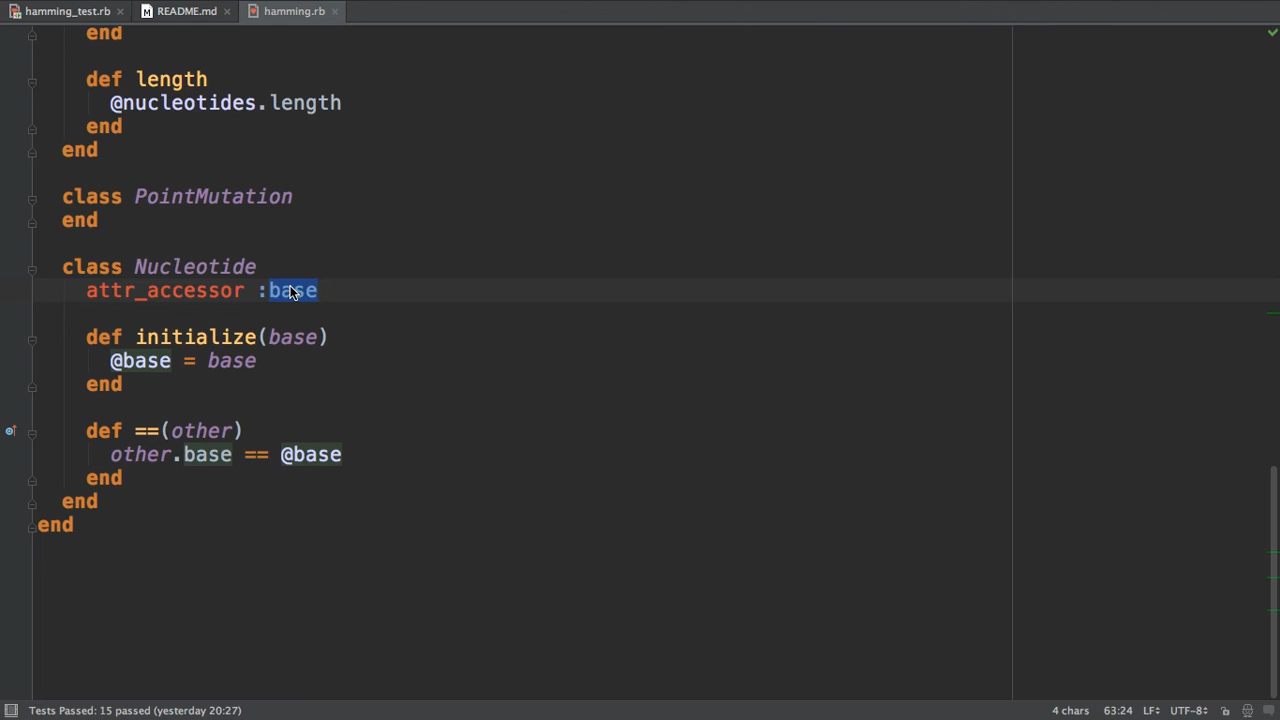 hamming_test.rb × README.md × hamming.rb ×
end
def length
@nucleotides.length
end
end
class PointMutation
end
class Nucleotide
attr_accessor :base
def initialize(base)
@base = base
end
def ==(other)
other.base == @base
end
end
end
Tests Passed: 15 passed (yesterday 20:27) 4 chars 63:24 LF÷ UTF-8÷